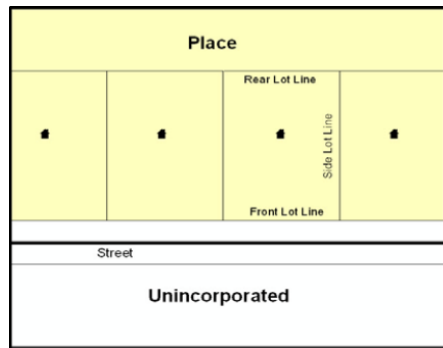 Place
Rear Lot Line
Side Lot Line
Front Lot Line
Street
Unincorporated